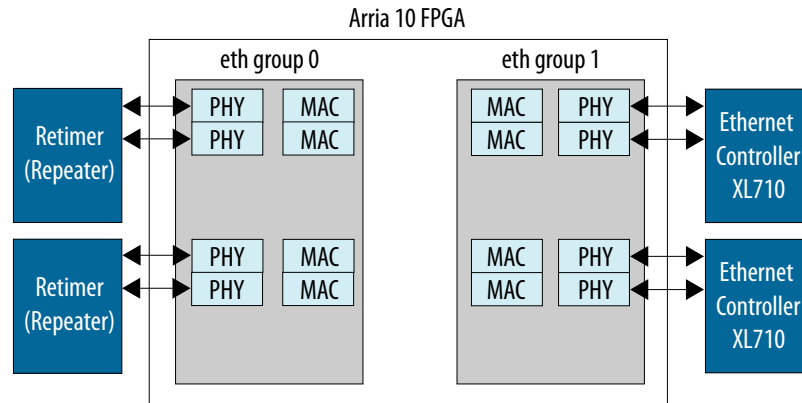 Arria 10 FPGA
eth group 0
eth group 1
Retimer
(Repeater)
PHY
MAC
PHY
MAC
MAC
PHY
MAC
PHY
Ethernet
Controller
XL710
Retimer
(Repeater)
PHY
MAC
PHY
MAC
MAC
PHY
MAC
PHY
Ethernet
Controller
XL710